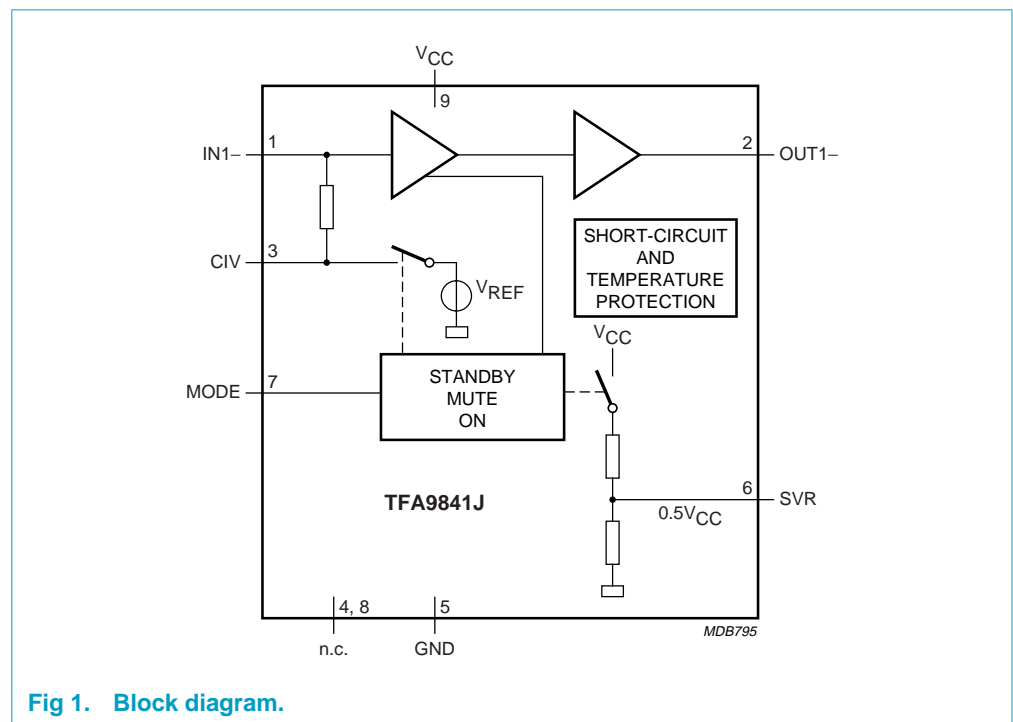 VCC
9
IN1−
1
2
OUT1−
SHORT-CIRCUIT
AND
TEMPERATURE
PROTECTION
CIV
3
VREF
VCC
MODE
7
STANDBY
MUTE
ON
TFA9841J
6
SVR
0.5VCC
4, 8
5
n.c.
GND
MDB795
Fig 1. Block diagram.